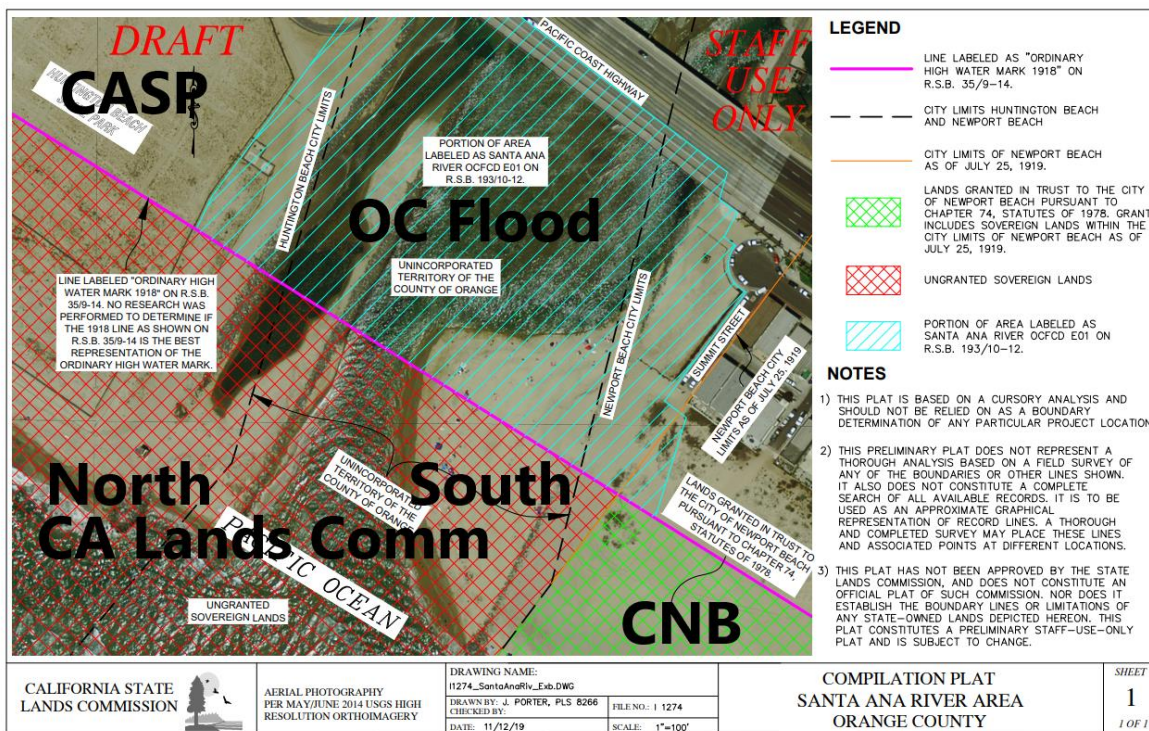 DRAFT
CASP
HUNTINGTON BEACH
STATE PARK
PACIFIC COAST HIGHWAY
STAFF
USE
ONLY
HUNTINGTON BEACH CITY LIMITS
PORTION OF AREA
LABELED AS SANTA ANA
RIVER OCFCD E01 ON
R.S.B. 193/10-12.
OC Flood
UNINCORPORATED
TERRITORY OF THE
COUNTY OF ORANGE
LINE LABELED "ORDINARY HIGH
WATER MARK 1918" ON R.S.B.
35/9-14. NO RESEARCH WAS
PERFORMED TO DETERMINE IF
THE 1918 LINE AS SHOWN ON
R.S.B. 35/9-14 IS THE BEST
REPRESENTATION OF THE
ORDINARY HIGH WATER MARK.
NEWPORT BEACH CITY LIMITS
SUMMIT STREET
NEWPORT BEACH CITY
LIMITS AS OF JULY 25, 1919
North
South
CA Lands Comm
UNINCORPORATED
TERRITORY OF THE
COUNTY OF ORANGE
PACIFIC OCEAN
UNGRANTED
SOVEREIGN LANDS
LANDS GRANTED IN TRUST TO
THE CITY OF NEWPORT BEACH
PURSUANT TO CHAPTER 74,
STATUTES OF 1978.
CNB
LEGEND
LINE LABELED AS "ORDINARY
HIGH WATER MARK 1918" ON
R.S.B. 35/9-14.
CITY LIMITS HUNTINGTON BEACH
AND NEWPORT BEACH
CITY LIMITS OF NEWPORT BEACH
AS OF JULY 25, 1919.
LANDS GRANTED IN TRUST TO THE CITY
OF NEWPORT BEACH PURSUANT TO
CHAPTER 74, STATUTES OF 1978. GRANT
INCLUDES SOVEREIGN LANDS WITHIN THE
CITY LIMITS OF NEWPORT BEACH AS OF
JULY 25, 1919.
UNGRANTED SOVEREIGN LANDS
PORTION OF AREA LABELED AS
SANTA ANA RIVER OCFCD E01 ON
R.S.B. 193/10-12.
NOTES
1) THIS PLAT IS BASED ON A CURSORY ANALYSIS AND
SHOULD NOT BE RELIED ON AS A BOUNDARY
DETERMINATION OF ANY PARTICULAR PROJECT LOCATION
2) THIS PRELIMINARY PLAT DOES NOT REPRESENT A
THOROUGH ANALYSIS BASED ON A FIELD SURVEY OF
ANY OF THE BOUNDARIES OR OTHER LINES SHOWN.
IT ALSO DOES NOT CONSTITUTE A COMPLETE
SEARCH OF ALL AVAILABLE RECORDS. IT IS TO BE
USED AS AN APPROXIMATE GRAPHICAL
REPRESENTATION OF RECORD LINES. A THOROUGH
AND COMPLETED SURVEY MAY PLACE THESE LINES
AND ASSOCIATED POINTS AT DIFFERENT LOCATIONS.
3) THIS PLAT HAS NOT BEEN APPROVED BY THE STATE
LANDS COMMISSION, AND DOES NOT CONSTITUTE AN
OFFICIAL PLAT OF SUCH COMMISSION. NOR DOES IT
ESTABLISH THE BOUNDARY LINES OR LIMITATIONS OF
ANY STATE-OWNED LANDS DEPICTED HEREON. THIS
PLAT CONSTITUTES A PRELIMINARY STAFF-USE-ONLY
PLAT AND IS SUBJECT TO CHANGE.
CALIFORNIA STATE
LANDS COMMISSION
AERIAL PHOTOGRAPHY
PER MAY/JUNE 2014 USGS HIGH
RESOLUTION ORTHOIMAGERY
DRAWING NAME:
I1274_SantaAnaRIv_Exb.DWG
DRAWN BY: J. PORTER, PLS 8266
CHECKED BY:
FILE NO.: I 1274
DATE: 11/12/19
SCALE: 1"=100'
COMPILATION PLAT
SANTA ANA RIVER AREA
ORANGE COUNTY
SHEET
1
1 OF 1